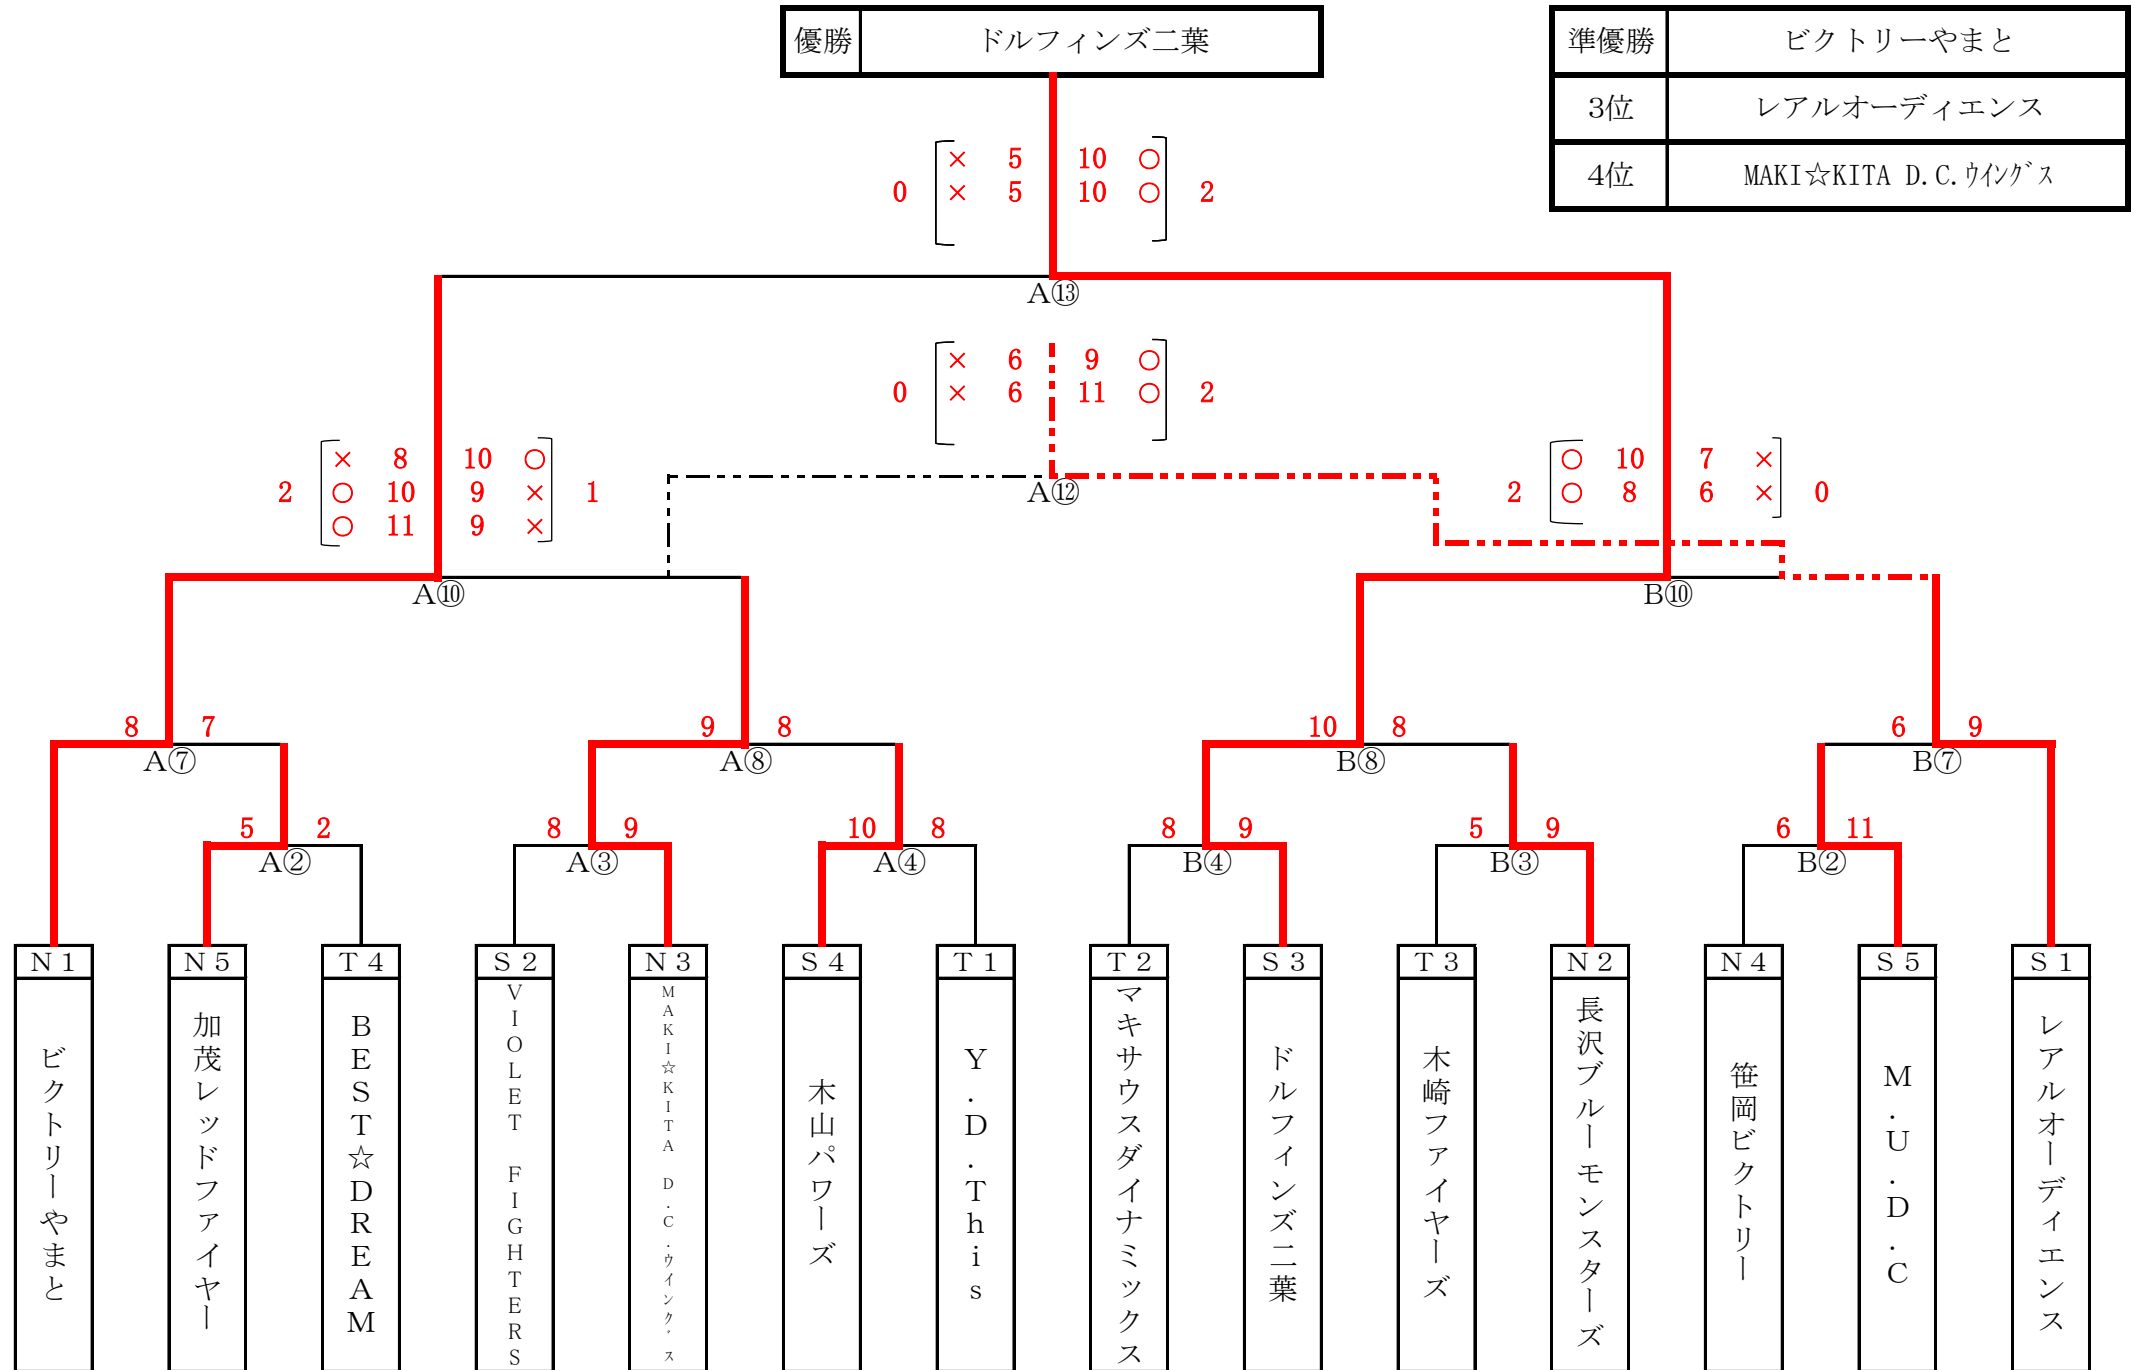 優勝 ドルフィンズ二葉
準優勝 ビクトリーやまと
3位 レアルオーディエンス
4位 MAKI☆KITA D.C.ｳｲﾝｸﾞｽ
× 5 10 ○
0 × 5 10 ○ 2
A⑬
× 6 9 ○
0 × 6 11 ○ 2
A⑫
× 8 10 ○
2 ○ 10 9 × 1
○ 11 9 ×
A⑩
○ 10 7 ×
2 ○ 8 6 × 0
B⑩
8 7 9 8 10 8 6 9
A⑦ A⑧ B⑧ B⑦
5 2 8 9 10 8 8 9 5 9 6 11
A② A③ A④ B④ B③ B②
N1 N5 T4 S2 N3 S4 T1 T2 S3 T3 N2 N4 S5 S1
ビクトリーやまと
加茂レッドファイヤー
BEST☆DREAM
VIOLET FIGHTERS
MAKI☆KITA D.C.ｳｲﾝｸﾞｽ
木山パワーズ
Y.D.This
マキサウスダイナミックス
ドルフィンズ二葉
木崎ファイヤーズ
長沢ブルーモンスターズ
笹岡ビクトリー
M.U.D.C
レアルオーディエンス